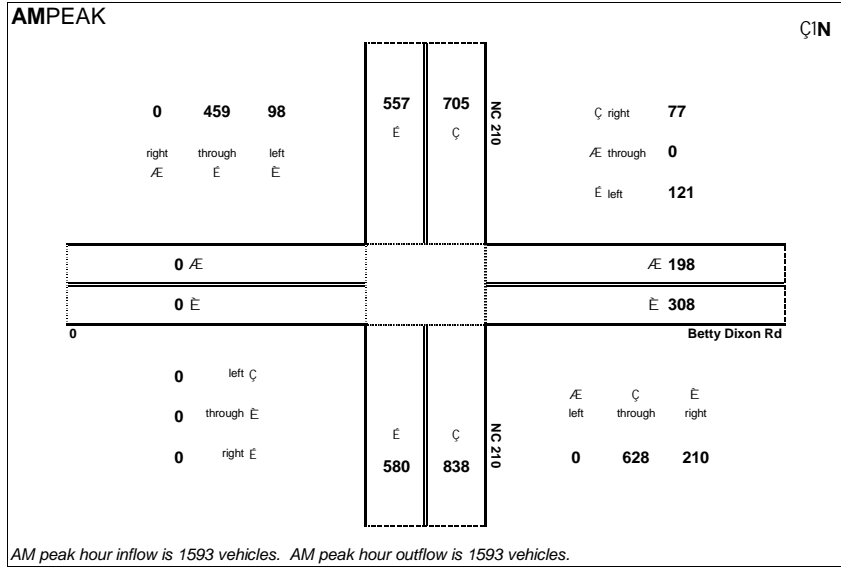 AMPEAK
Ç1N
0 459 98
right through left
Æ É È
557 705
É Ç
NC 210
Ç right 77
Æ through 0
É left 121
0 Æ
Æ 198
0 È
È 308
0
Betty Dixon Rd
0 left Ç
0 through È
0 right É
É Ç
580 838
NC 210
Æ Ç È
left through right
0 628 210
AM peak hour inflow is 1593 vehicles. AM peak hour outflow is 1593 vehicles.